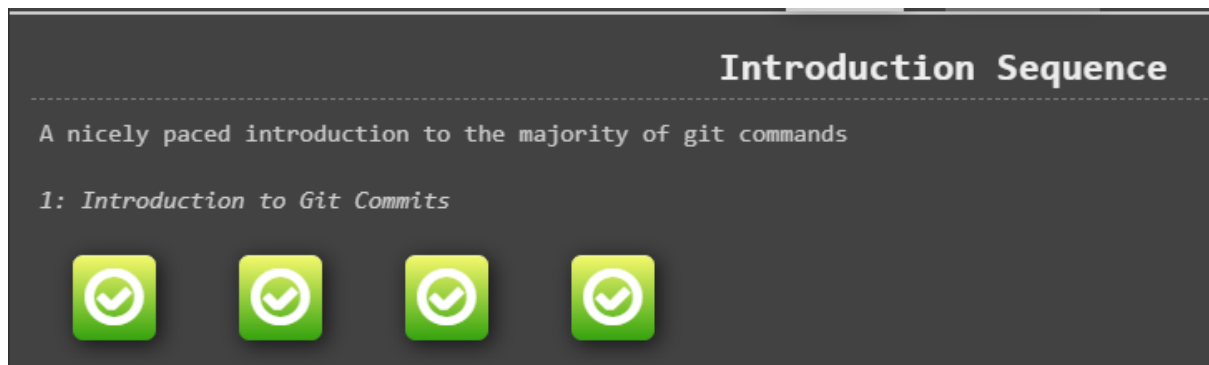 Introduction Sequence
A nicely paced introduction to the majority of git commands
1: Introduction to Git Commits